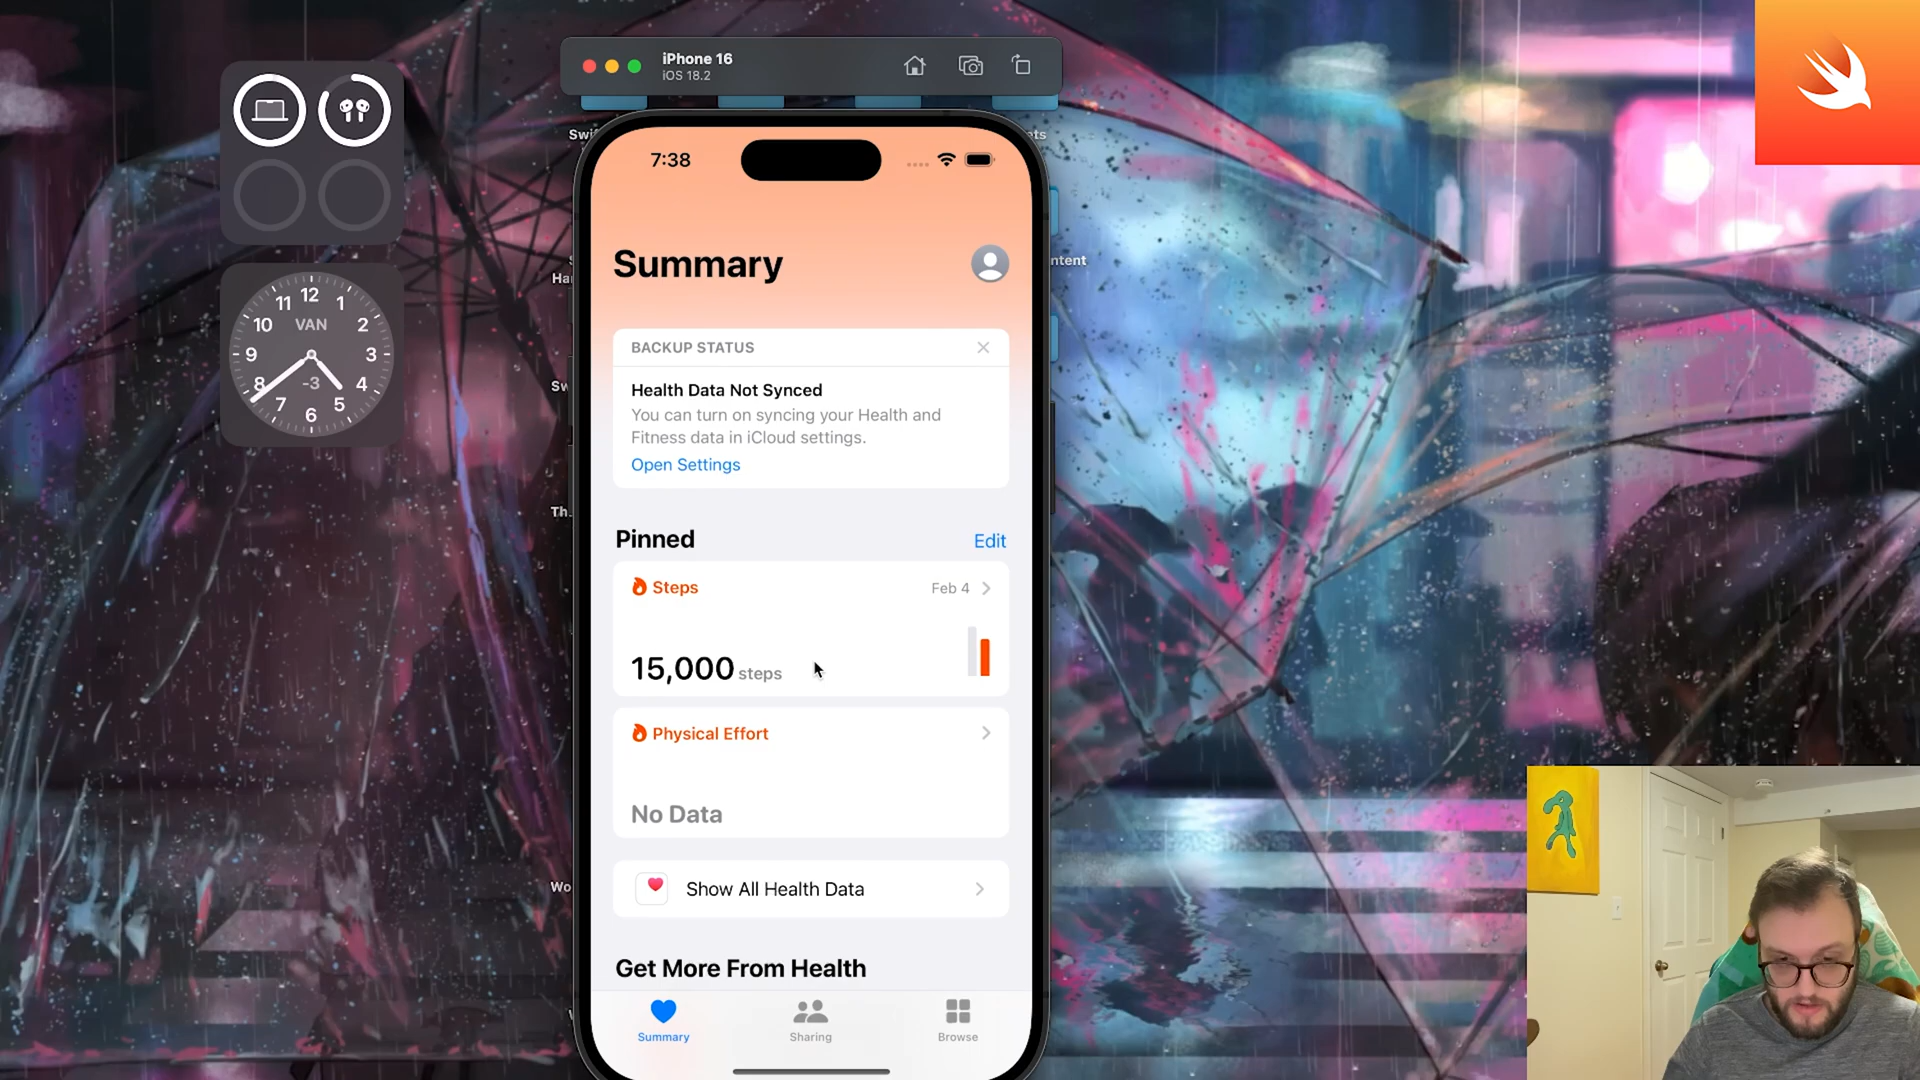 iPhone 16
iOS 18.2
7:38
Summary
BACKUP STATUS
Health Data Not Synced
You can turn on syncing your Health and
Fitness data in iCloud settings.
Open Settings
Pinned
Edit
Steps
Feb 4
15,000 steps
Physical Effort
No Data
Show All Health Data
Get More From Health
Summary
Sharing
Browse
12
1
2
3
4
5
6
7
8
9
10
11
VAN
-3